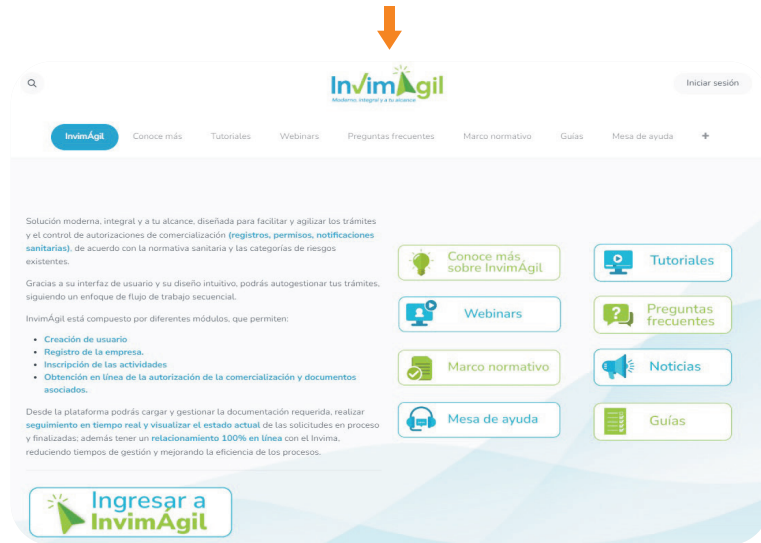 InvimÁgil
Moderno, integral y a tu alcance
Iniciar sesión
InvimÁgil
Conoce más
Tutoriales
Webinars
Preguntas frecuentes
Marco normativo
Guías
Mesa de ayuda
+
Solución moderna, integral y a tu alcance, diseñada para facilitar y agilizar los trámites
y el control de autorizaciones de comercialización (registros, permisos, notificaciones
sanitarias), de acuerdo con la normativa sanitaria y las categorías de riesgos
existentes.
Gracias a su interfaz de usuario y su diseño intuitivo, podrás autogestionar tus trámites,
siguiendo un enfoque de flujo de trabajo secuencial.
InvimÁgil está compuesto por diferentes módulos, que permiten:
• Creación de usuario
• Registro de la empresa.
• Inscripción de las actividades
• Obtención en línea de la autorización de la comercialización y documentos
asociados.
Desde la plataforma podrás cargar y gestionar la documentación requerida, realizar
seguimiento en tiempo real y visualizar el estado actual de las solicitudes en proceso
y finalizadas; además tener un relacionamiento 100% en línea con el Invima,
reduciendo tiempos de gestión y mejorando la eficiencia de los procesos.
Ingresar a
InvimÁgil
Conoce más
sobre InvimÁgil
Tutoriales
Webinars
Preguntas
frecuentes
Marco normativo
Noticias
Mesa de ayuda
Guías